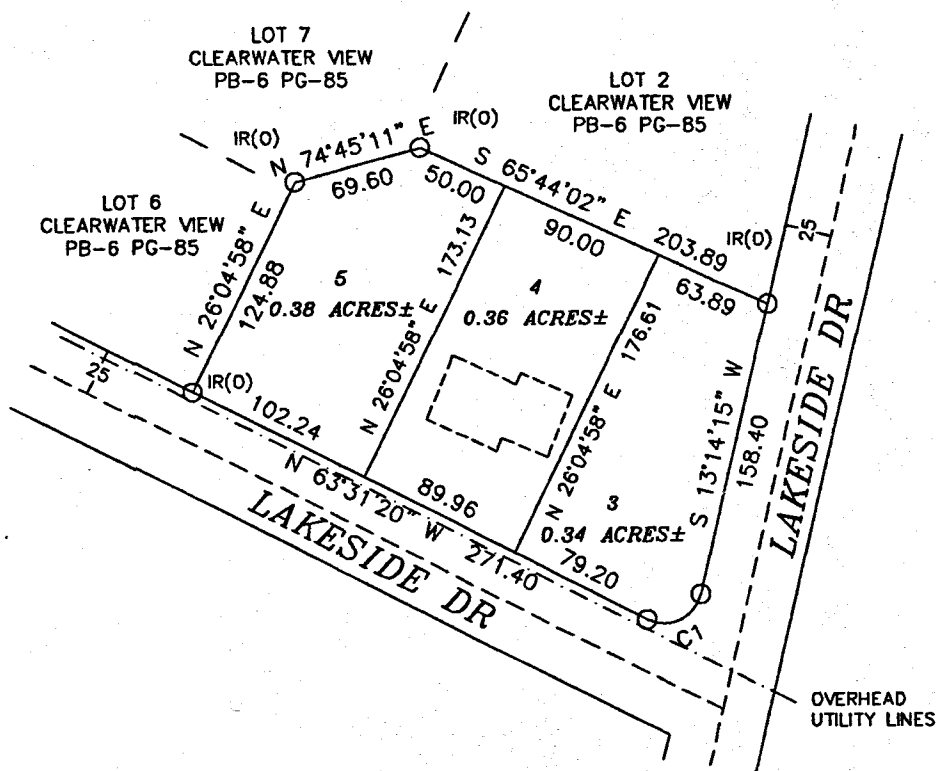 LOT 7
CLEARWATER VIEW
PB-6 PG-85
LOT 2
CLEARWATER VIEW
PB-6 PG-85
IR(O)
IR(O)
N 74°45'11" E
69.60
S 65°44'02" E
203.89
50.00
90.00
63.89
IR(O)
25
LOT 6
CLEARWATER VIEW
PB-6 PG-85
N 26°04'58" E
124.88
5
0.38 ACRES±
N 26°04'58" E
173.13
4
0.36 ACRES±
N 26°04'58" E
176.61
3
0.34 ACRES±
S 13°14'15" W
158.40
LAKESIDE DR
25
IR(O)
102.24
N 63°31'20" W
271.40
89.96
79.20
C1
LAKESIDE DR
OVERHEAD
UTILITY LINES